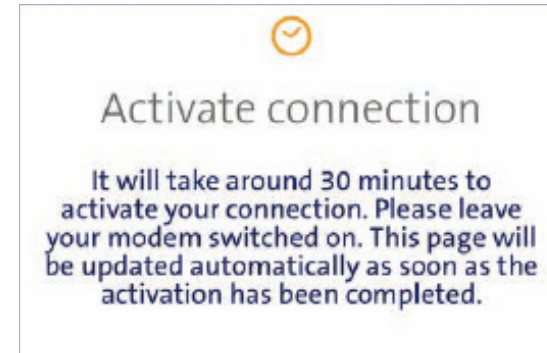 Activate connection
It will take around 30 minutes to
activate your connection. Please leave
your modem switched on. This page will
be updated automatically as soon as the
activation has been completed.